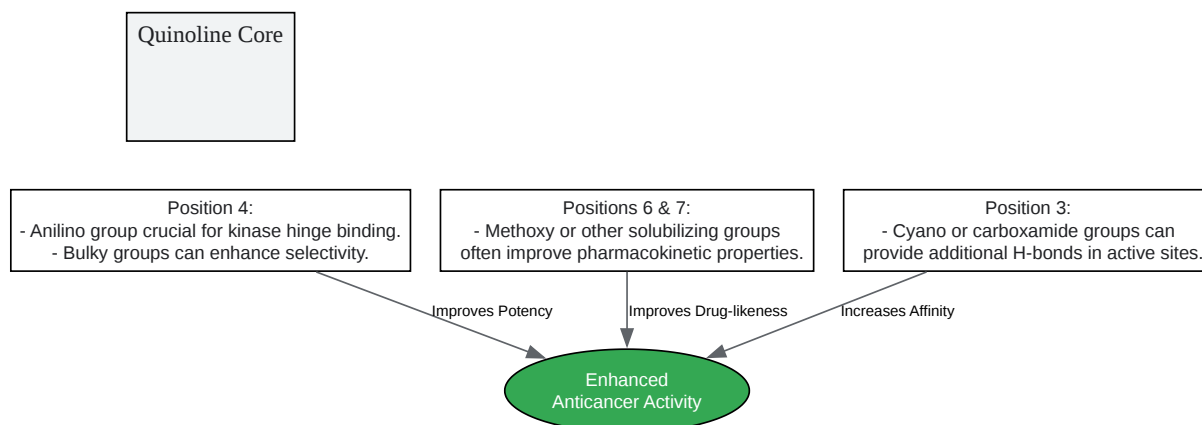 Quinoline Core
Position 4:
- Anilino group crucial for kinase hinge binding.
- Bulky groups can enhance selectivity.
Positions 6 & 7:
- Methoxy or other solubilizing groups
often improve pharmacokinetic properties.
Position 3:
- Cyano or carboxamide groups can
provide additional H-bonds in active sites.
Improves Potency
Improves Drug-likeness
Increases Affinity
Enhanced
Anticancer Activity